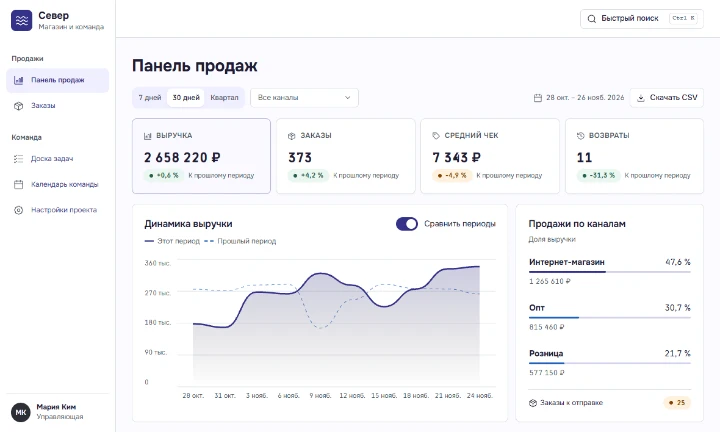 Север
Магазин и команда
Продажи
Панель продаж
Заказы
Команда
Доска задач
Календарь команды
Настройки проекта
МК
Мария Ким
Управляющая
Быстрый поиск
Ctrl K
Панель продаж
7 дней
30 дней
Квартал
Все каналы
28 окт. – 26 нояб. 2026
Скачать CSV
ВЫРУЧКА
2 658 220 ₽
+0,6 %
К прошлому периоду
ЗАКАЗЫ
373
+4,2 %
К прошлому периоду
СРЕДНИЙ ЧЕК
7 343 ₽
-4,9 %
К прошлому периоду
ВОЗВРАТЫ
11
-31,3 %
К прошлому периоду
Динамика выручки
Сравнить периоды
Этот период
Прошлый период
360 тыс.
270 тыс.
180 тыс.
90 тыс.
0
28 окт.
31 окт.
3 нояб.
6 нояб.
9 нояб.
12 нояб.
15 нояб.
18 нояб.
21 нояб.
24 нояб.
Продажи по каналам
Доля выручки
Интернет-магазин
47,6 %
1 265 610 ₽
Опт
30,7 %
815 460 ₽
Розница
21,7 %
577 150 ₽
Заказы к отправке
25